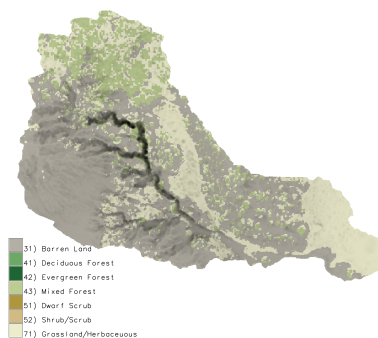 31) Barren Land
41) Deciduous Forest
42) Evergreen Forest
43) Mixed Forest
51) Dwarf Scrub
52) Shrub/Scrub
71) Grassland/Herbaceuous